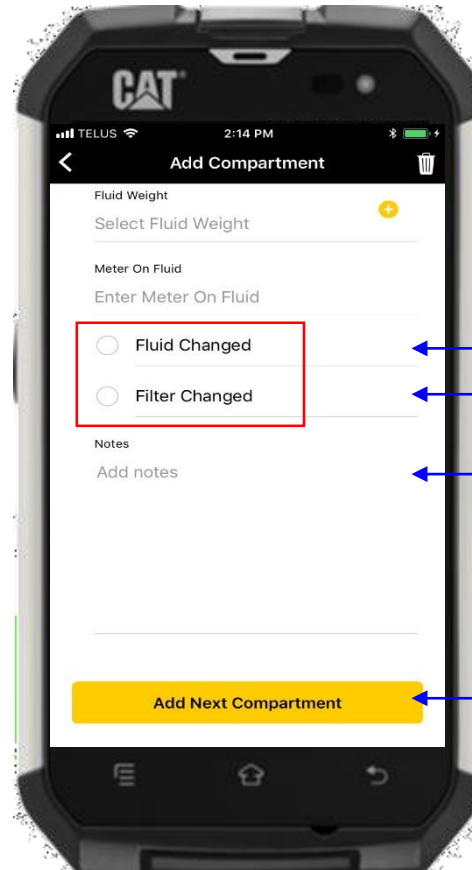 CAT
TELUS 2:14 PM
Add Compartment
Fluid Weight
Select Fluid Weight
Meter On Fluid
Enter Meter On Fluid
Fluid Changed
Filter Changed
Notes
Add notes
Add Next Compartment